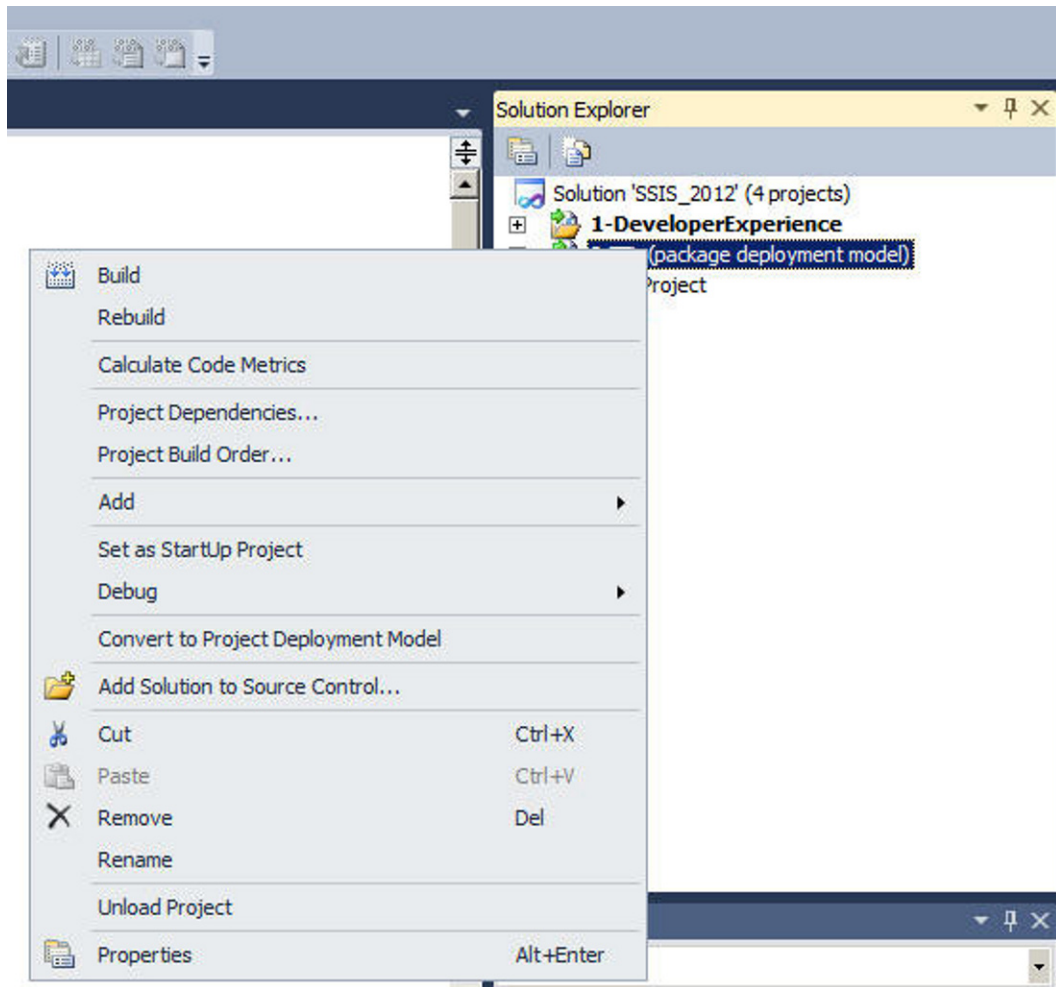 Solution Explorer
Solution 'SSIS_2012' (4 projects)
1-DeveloperExperience
(package deployment model)
Project
Build
Rebuild
Calculate Code Metrics
Project Dependencies...
Project Build Order...
Add
Set as StartUp Project
Debug
Convert to Project Deployment Model
Add Solution to Source Control...
Cut Ctrl+X
Paste Ctrl+V
Remove Del
Rename
Unload Project
Properties Alt+Enter